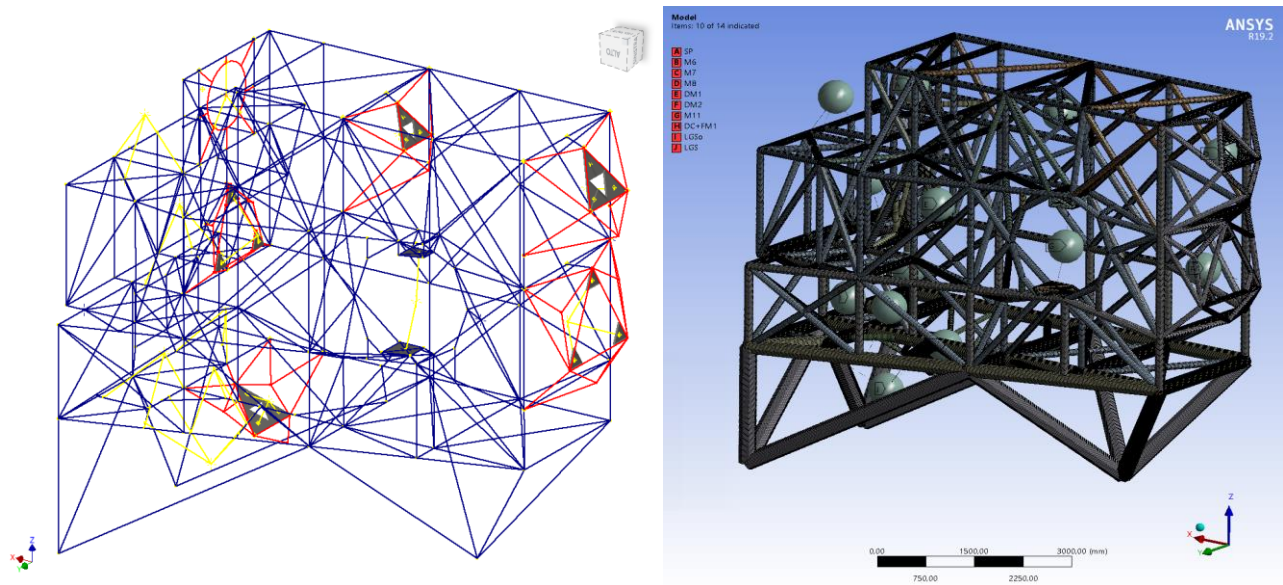 ALTO
Z
X
Y
Model
Items: 10 of 14 indicated
A SP
B M6
C M7
D M8
E DM1
F DM2
G M11
H DC+FM1
I LGSo
J LGS
ANSYS
R19.2
0.00 1500.00 3000.00 (mm)
750.00 2250.00
Z
X
Y